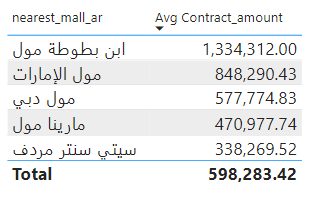 nearest_mall_ar Avg Contract_amount
ابن بطوطة مول 1,334,312.00
مول الإمارات 848,290.43
مول دبي 577,774.83
مارينا مول 470,977.74
سيتي سنتر مردف 338,269.52
Total 598,283.42